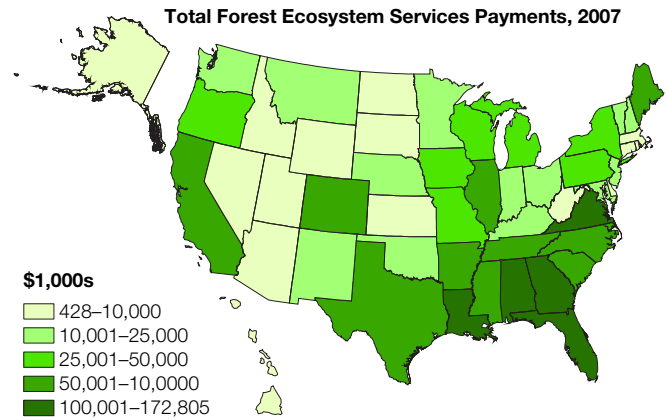 Total Forest Ecosystem Services Payments, 2007
$1,000s
428–10,000
10,001–25,000
25,001–50,000
50,001–10,0000
100,001–172,805